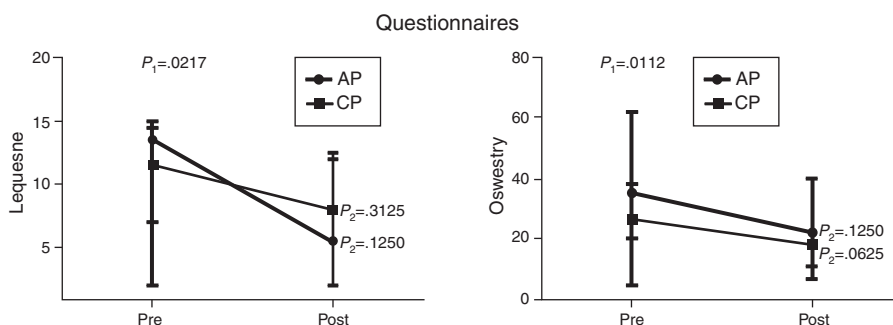 Questionnaires
Lequesne
20
15
10
5
P1=.0217
AP
CP
P2=.3125
P2=.1250
Pre
Post
Oswestry
80
60
40
20
0
P1=.0112
AP
CP
P2=.1250
P2=.0625
Pre
Post